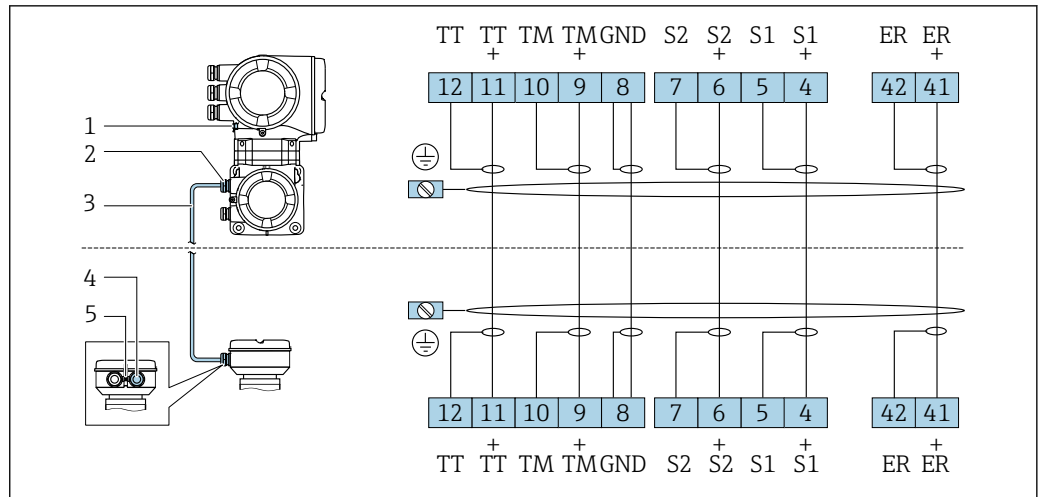 TT TT TM TM GND S2 S2 S1 S1 ER ER
+ + + + +
12 11 10 9 8 7 6 5 4 42 41
1
2
3
4
5
12 11 10 9 8 7 6 5 4 42 41
+ + + + +
TT TT TM TM GND S2 S2 S1 S1 ER ER